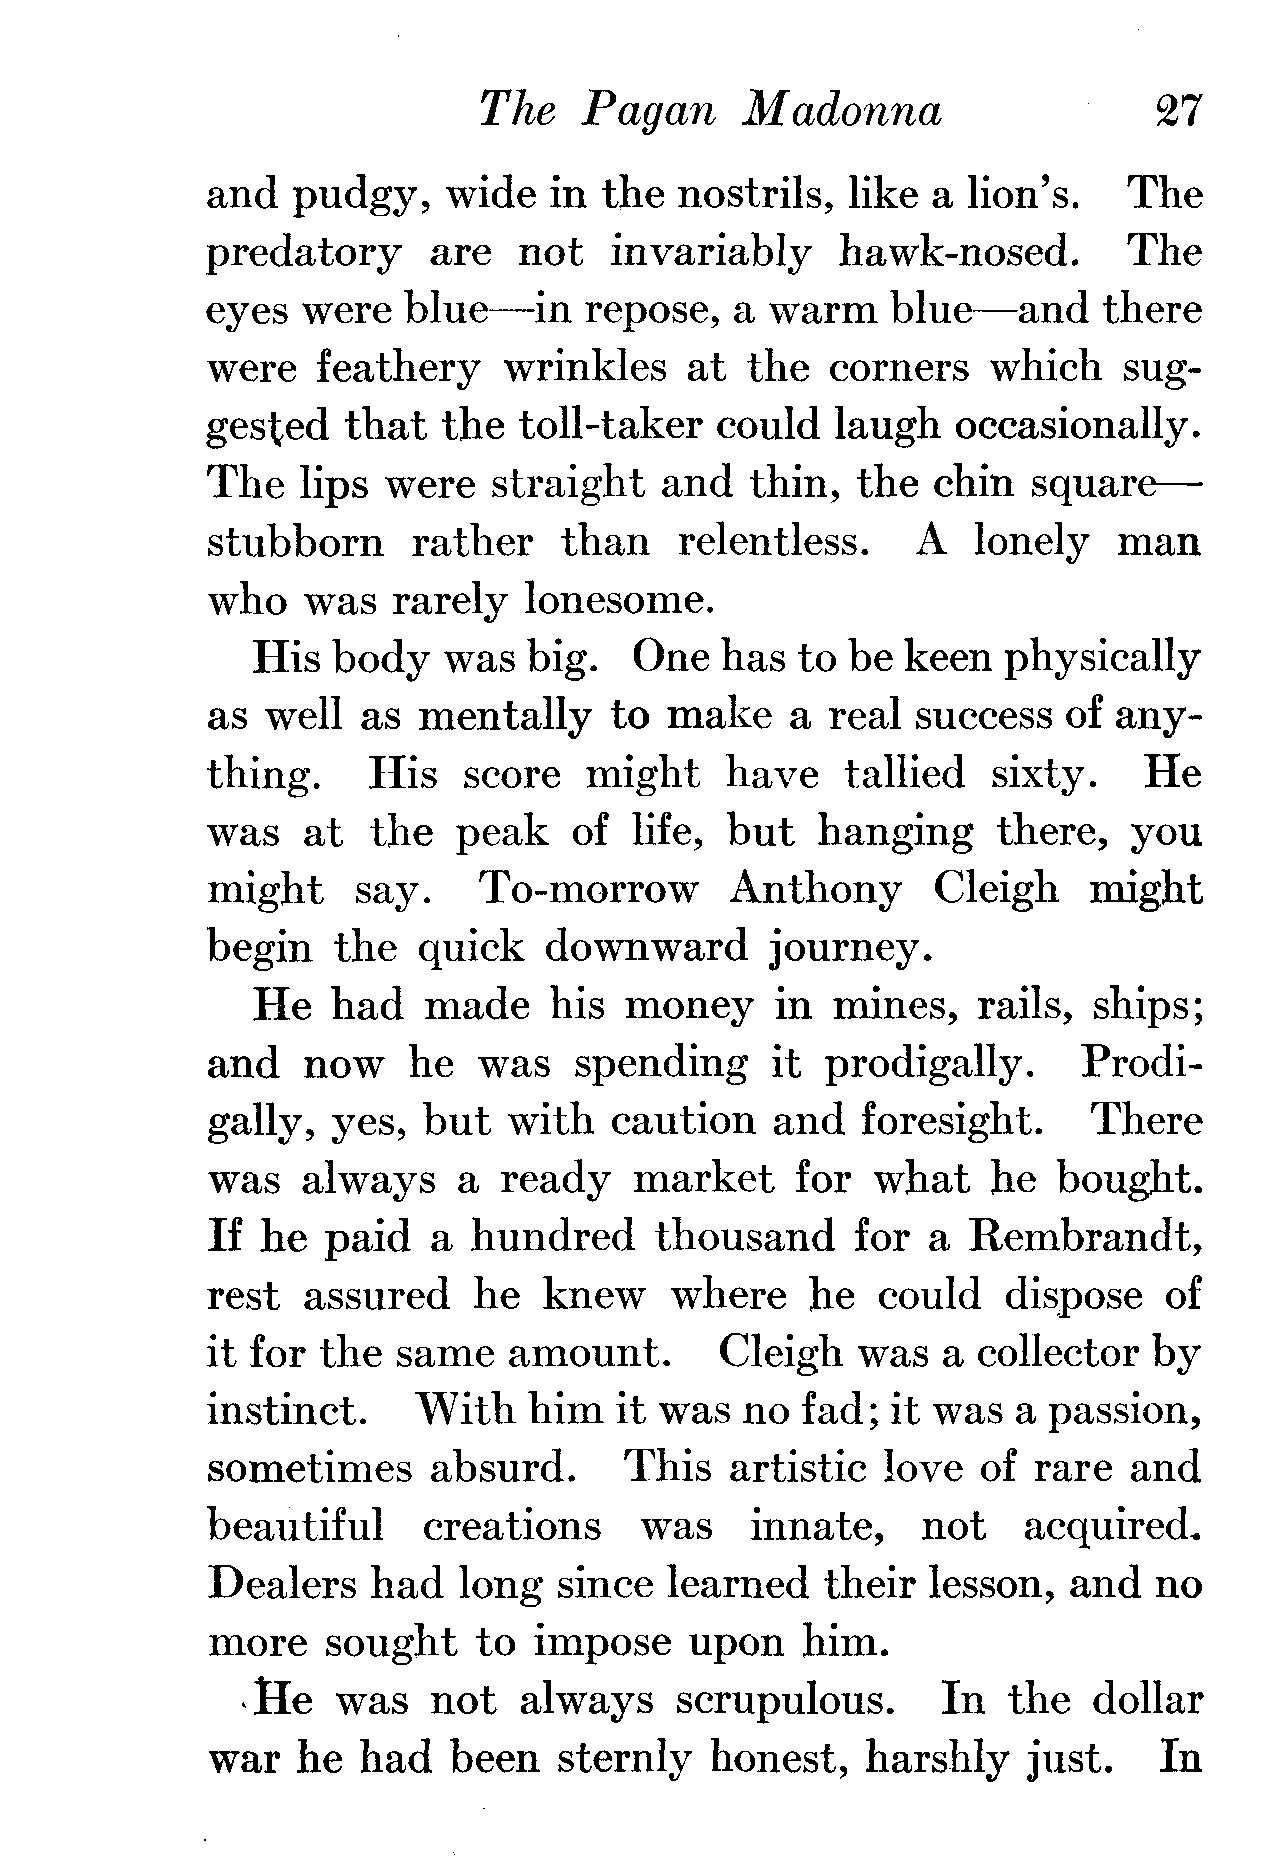 The Pagan Madonna 27
and pudgy, wide in the nostrils, like a lion's. The
predatory are not invariably hawk-nosed. The
eyes were blue—in repose, a warm blue—and there
were feathery wrinkles at the corners which sug-
gested that the toll-taker could laugh occasionally.
The lips were straight and thin, the chin square—
stubborn rather than relentless. A lonely man
who was rarely lonesome.
His body was big. One has to be keen physically
as well as mentally to make a real success of any-
thing. His score might have tallied sixty. He
was at the peak of life, but hanging there, you
might say. To-morrow Anthony Cleigh might
begin the quick downward journey.
He had made his money in mines, rails, ships;
and now he was spending it prodigally. Prodi-
gally, yes, but with caution and foresight. There
was always a ready market for what he bought.
If he paid a hundred thousand for a Rembrandt,
rest assured he knew where he could dispose of
it for the same amount. Cleigh was a collector by
instinct. With him it was no fad; it was a passion,
sometimes absurd. This artistic love of rare and
beautiful creations was innate, not acquired.
Dealers had long since learned their lesson, and no
more sought to impose upon him.
He was not always scrupulous. In the dollar
war he had been sternly honest, harshly just. In